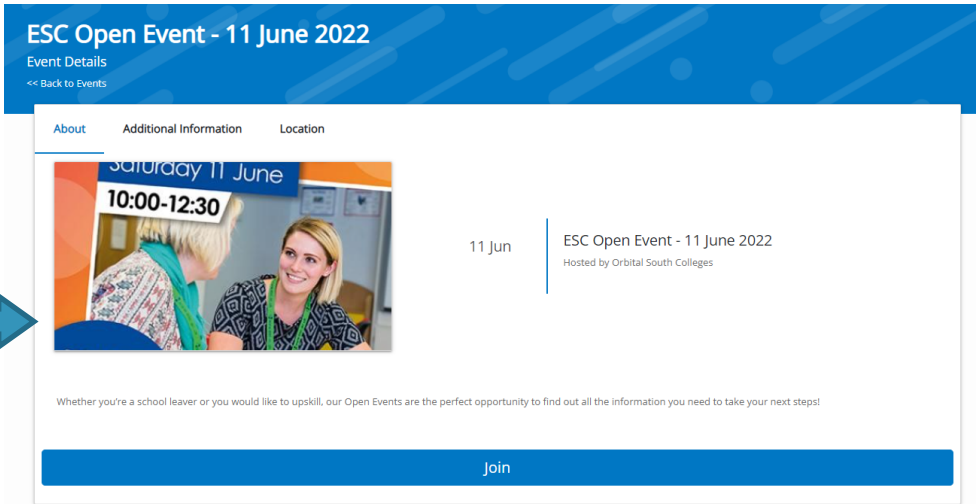 ESC Open Event - 11 June 2022
Event Details
<< Back to Events
About Additional Information Location
Saturday 11 June
10:00-12:30
11 Jun
ESC Open Event - 11 June 2022
Hosted by Orbital South Colleges
Whether you're a school leaver or you would like to upskill, our Open Events are the perfect opportunity to find out all the information you need to take your next steps!
Join